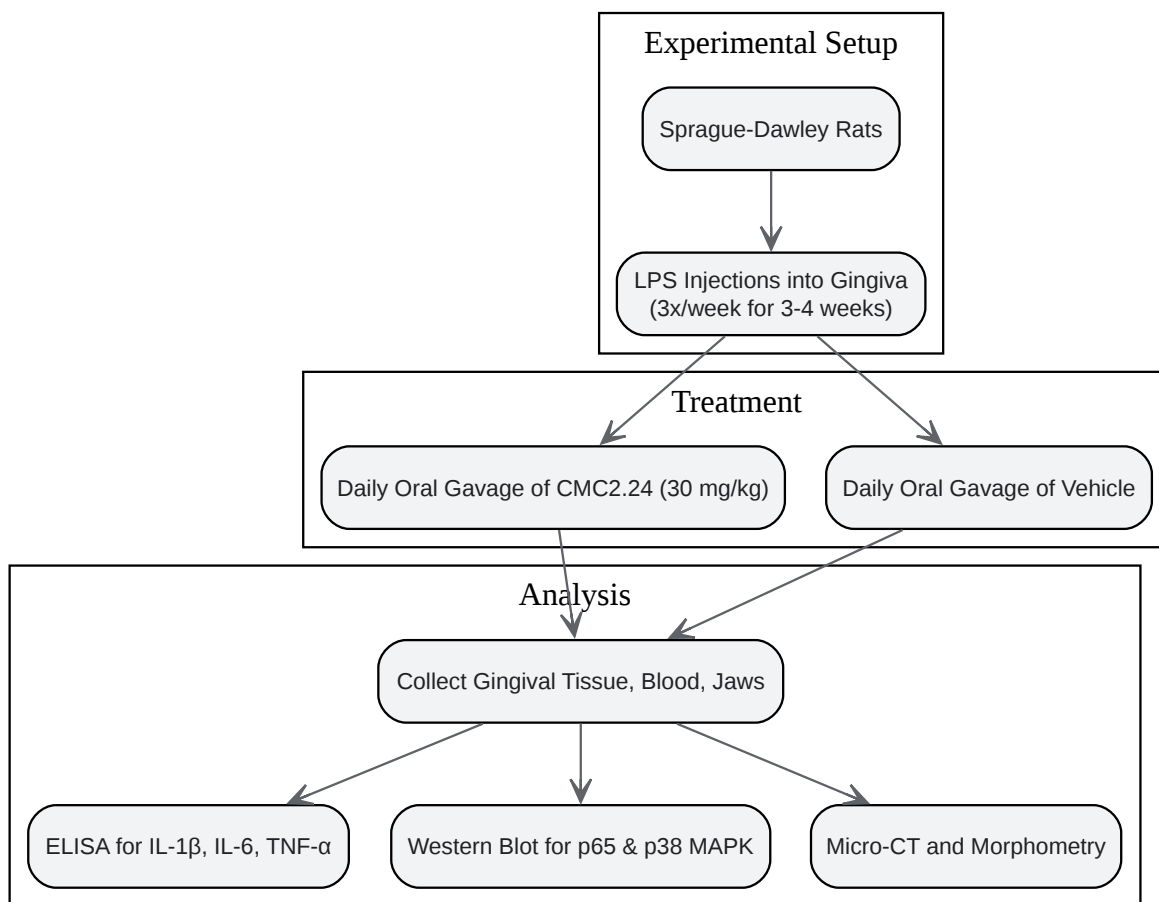 Experimental Setup
Sprague-Dawley Rats
LPS Injections into Gingiva
(3x/week for 3-4 weeks)
Treatment
Daily Oral Gavage of CMC2.24 (30 mg/kg)
Daily Oral Gavage of Vehicle
Analysis
Collect Gingival Tissue, Blood, Jaws
ELISA for IL-1β, IL-6, TNF-α
Western Blot for p65 & p38 MAPK
Micro-CT and Morphometry